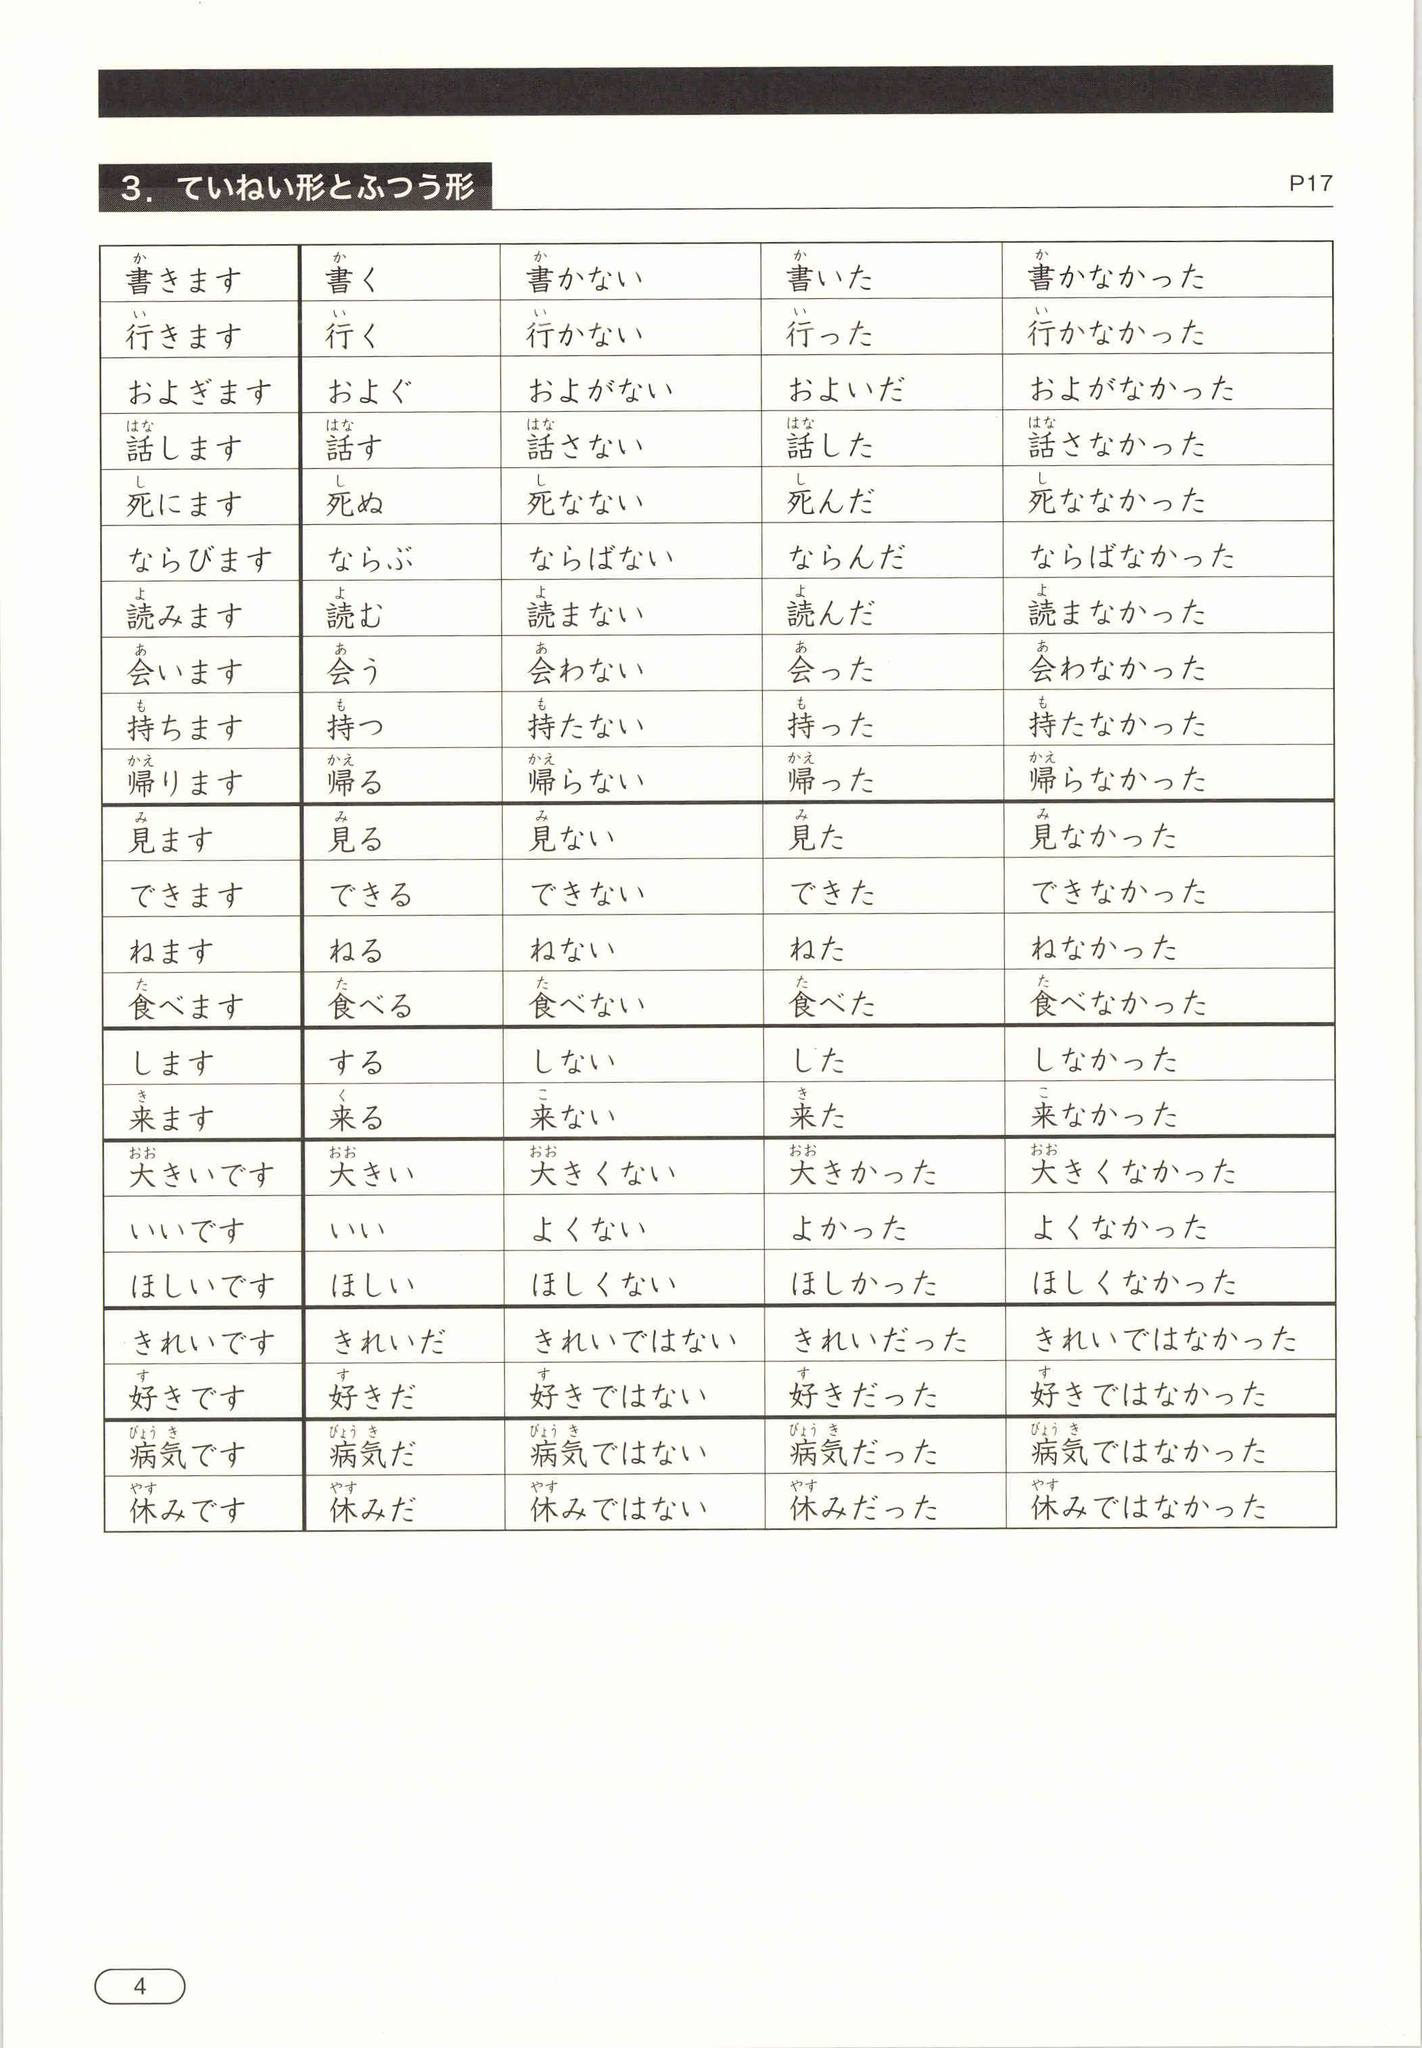 3. ていねい形とふつう形
P17
書きます 書く 書かない 書いた 書かなかった
行きます 行く 行かない 行った 行かなかった
およぎます およぐ およがない およいだ およがなかった
話します 話す 話さない 話した 話さなかった
死にます 死ぬ 死なない 死んだ 死ななかった
ならびます ならぶ ならばない ならんだ ならばなかった
読みます 読む 読まない 読んだ 読まなかった
会います 会う 会わない 会った 会わなかった
持ちます 持つ 持たない 持った 持たなかった
帰ります 帰る 帰らない 帰った 帰らなかった
見ます 見る 見ない 見た 見なかった
できます できる できない できた できなかった
ねます ねる ねない ねた ねなかった
食べます 食べる 食べない 食べた 食べなかった
します する しない した しなかった
来ます 来る 来ない 来た 来なかった
大きいです 大きい 大きくない 大きかった 大きくなかった
いいです いい よくない よかった よくなかった
ほしいです ほしい ほしくない ほしかった ほしくなかった
きれいです きれいだ きれいではない きれいだった きれいではなかった
好きです 好きだ 好きではない 好きだった 好きではなかった
病気です 病気だ 病気ではない 病気だった 病気ではなかった
休みです 休みだ 休みではない 休みだった 休みではなかった
4